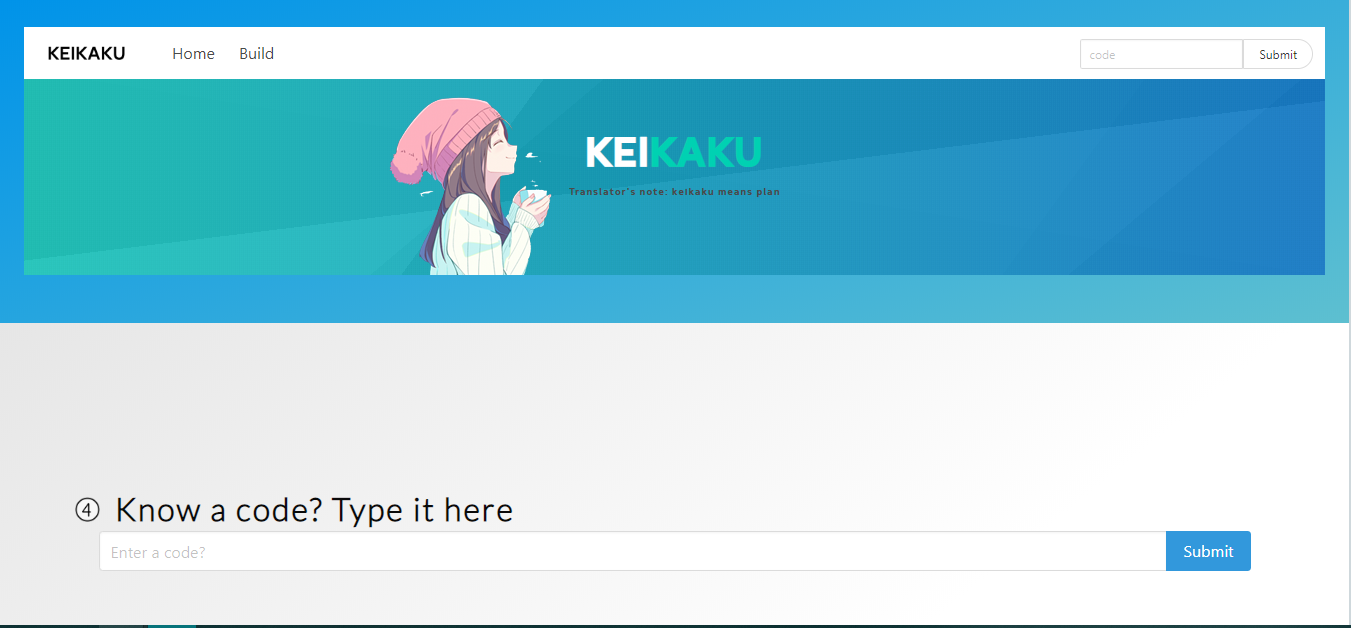 KEIKAKU Home Build code Submit
KEIKAKU
Translator's note: keikaku means plan
④ Know a code? Type it here
Enter a code? Submit